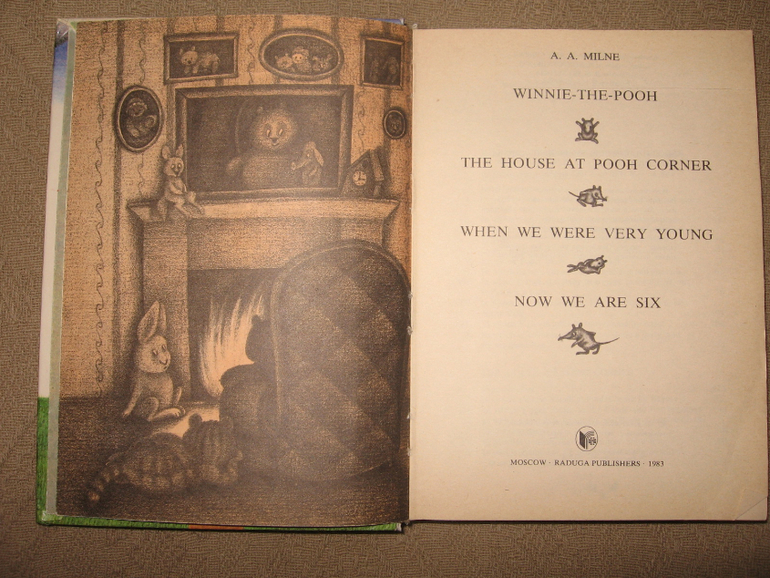 A. A. MILNE
WINNIE-THE-POOH
THE HOUSE AT POOH CORNER
WHEN WE WERE VERY YOUNG
NOW WE ARE SIX
MOSCOW · RADUGA PUBLISHERS · 1983